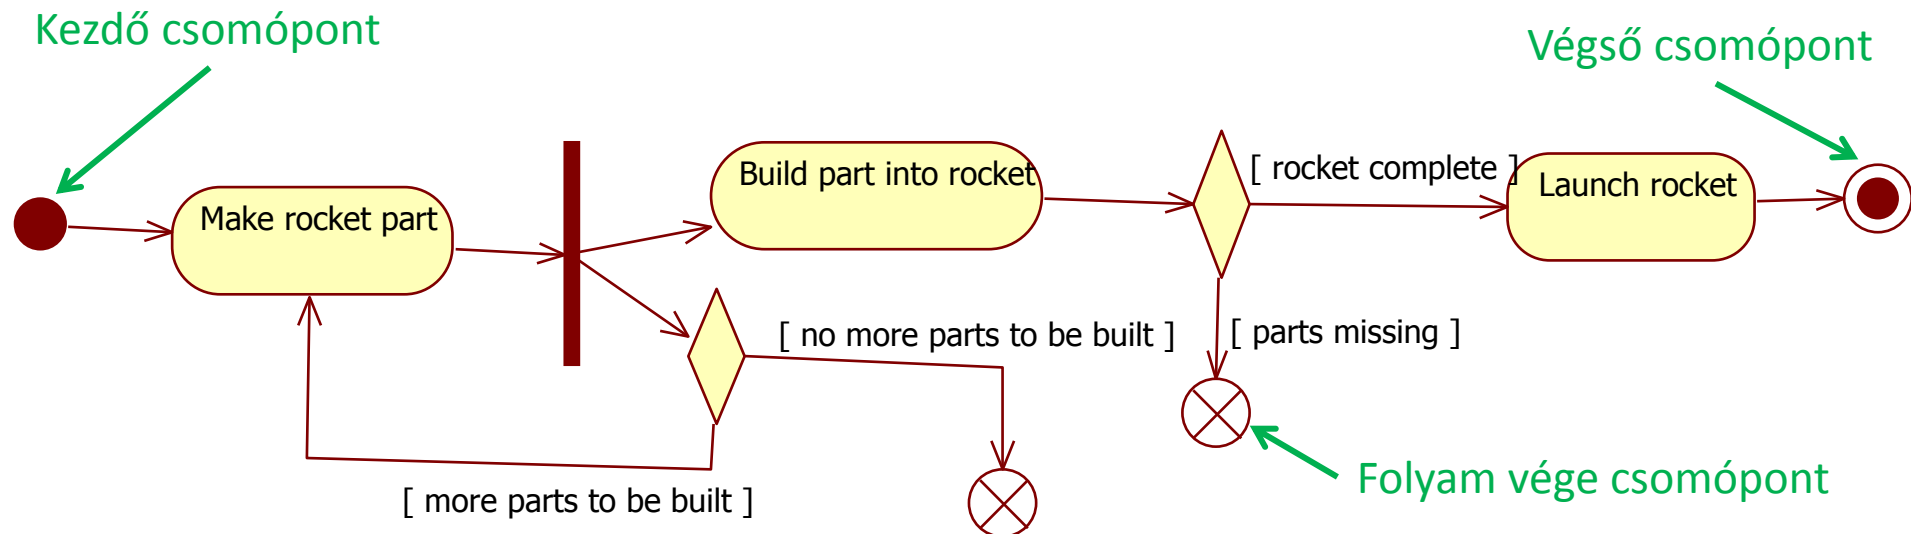 Kezdő csomópont
Végső csomópont
Make rocket part
Build part into rocket
[ rocket complete ]
Launch rocket
[ no more parts to be built ]
[ parts missing ]
[ more parts to be built ]
Folyam vége csomópont